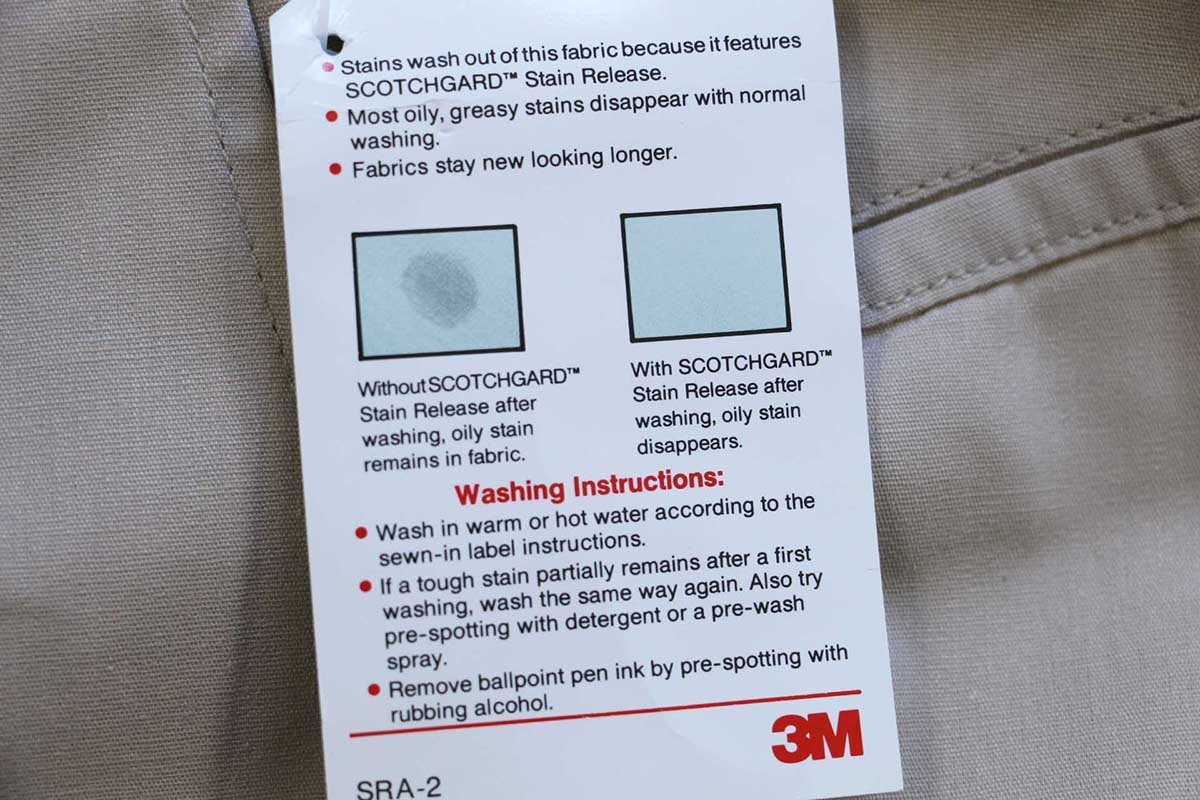 • Stains wash out of this fabric because it features
SCOTCHGARD™ Stain Release.
• Most oily, greasy stains disappear with normal
washing.
• Fabrics stay new looking longer.
Without SCOTCHGARD™
Stain Release after
washing, oily stain
remains in fabric.
With SCOTCHGARD™
Stain Release after
washing, oily stain
disappears.
Washing Instructions:
• Wash in warm or hot water according to the
sewn-in label instructions.
• If a tough stain partially remains after a first
washing, wash the same way again. Also try
pre-spotting with detergent or a pre-wash
spray.
• Remove ballpoint pen ink by pre-spotting with
rubbing alcohol.
3M
SRA-2